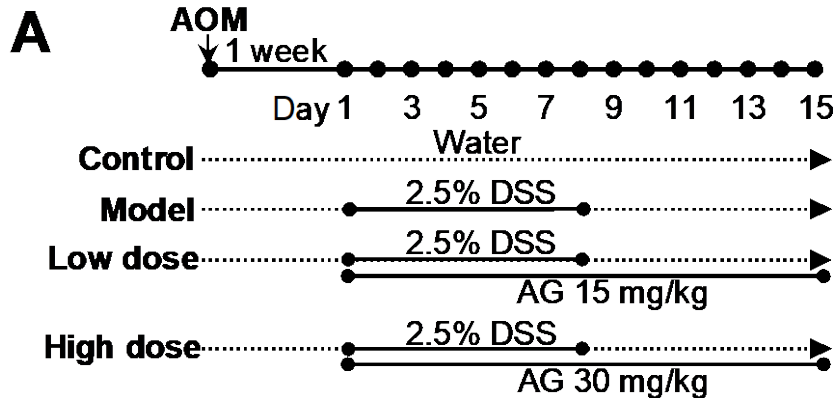 A
AOM
1 week
Day 1 3 5 7 9 11 13 15
Water
Control
2.5% DSS
Model
2.5% DSS
Low dose
AG 15 mg/kg
2.5% DSS
High dose
AG 30 mg/kg